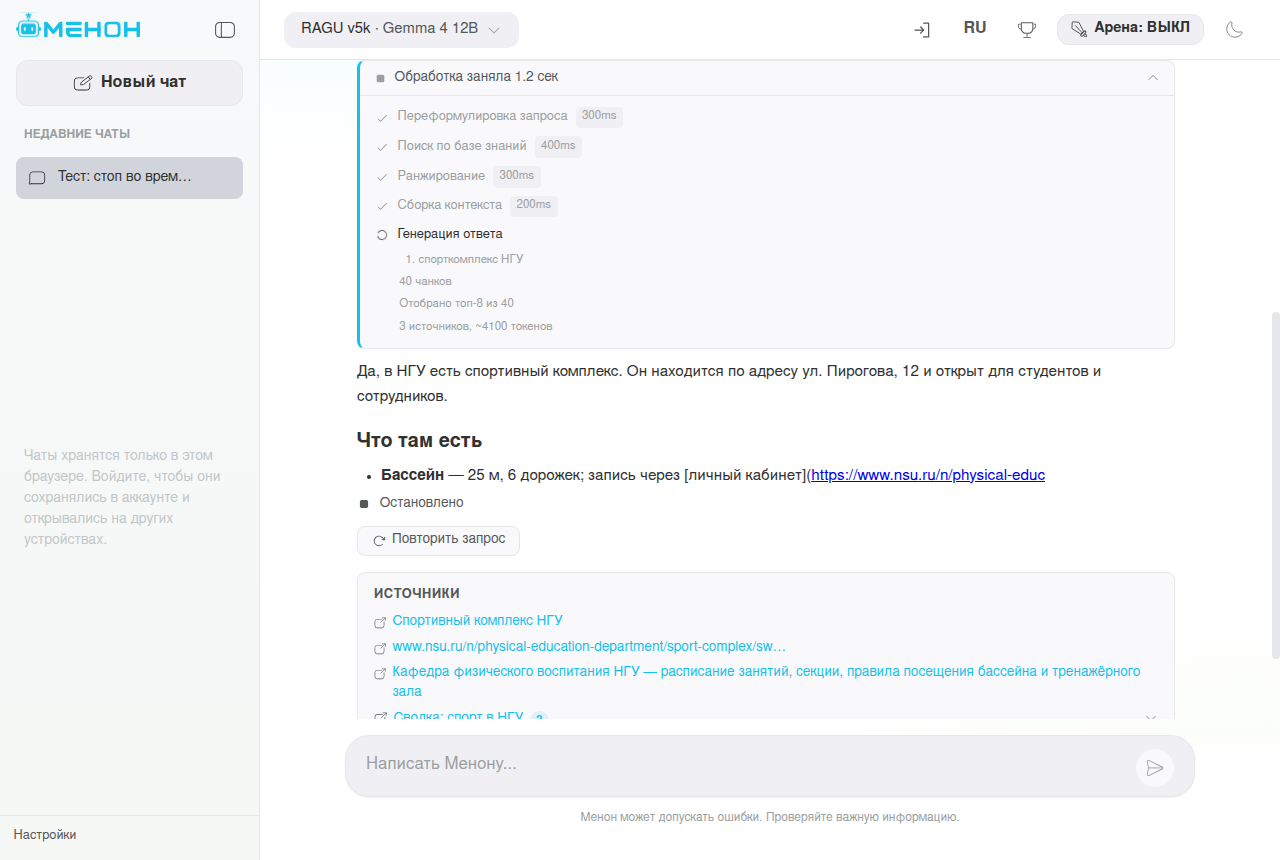 МЕНОН
RAGU v5k · Gemma 4 12B
RU
Арена: ВЫКЛ
Новый чат
НЕДАВНИЕ ЧАТЫ
Тест: стоп во врем…
Чаты хранятся только в этом
браузере. Войдите, чтобы они
сохранялись в аккаунте и
открывались на других
устройствах.
Настройки
Обработка заняла 1.2 сек
Переформулировка запроса 300ms
Поиск по базе знаний 400ms
Ранжирование 300ms
Сборка контекста 200ms
Генерация ответа
1. спорткомплекс НГУ
40 чанков
Отобрано топ-8 из 40
3 источников, ~4100 токенов
Да, в НГУ есть спортивный комплекс. Он находится по адресу ул. Пирогова, 12 и открыт для студентов и
сотрудников.
Что там есть
• Бассейн — 25 м, 6 дорожек; запись через [личный кабинет](https://www.nsu.ru/n/physical-educ
Остановлено
Повторить запрос
ИСТОЧНИКИ
Спортивный комплекс НГУ
www.nsu.ru/n/physical-education-department/sport-complex/sw…
Кафедра физического воспитания НГУ — расписание занятий, секции, правила посещения бассейна и тренажёрного
зала
Сводка: спорт в НГУ
Написать Менону...
Менон может допускать ошибки. Проверяйте важную информацию.